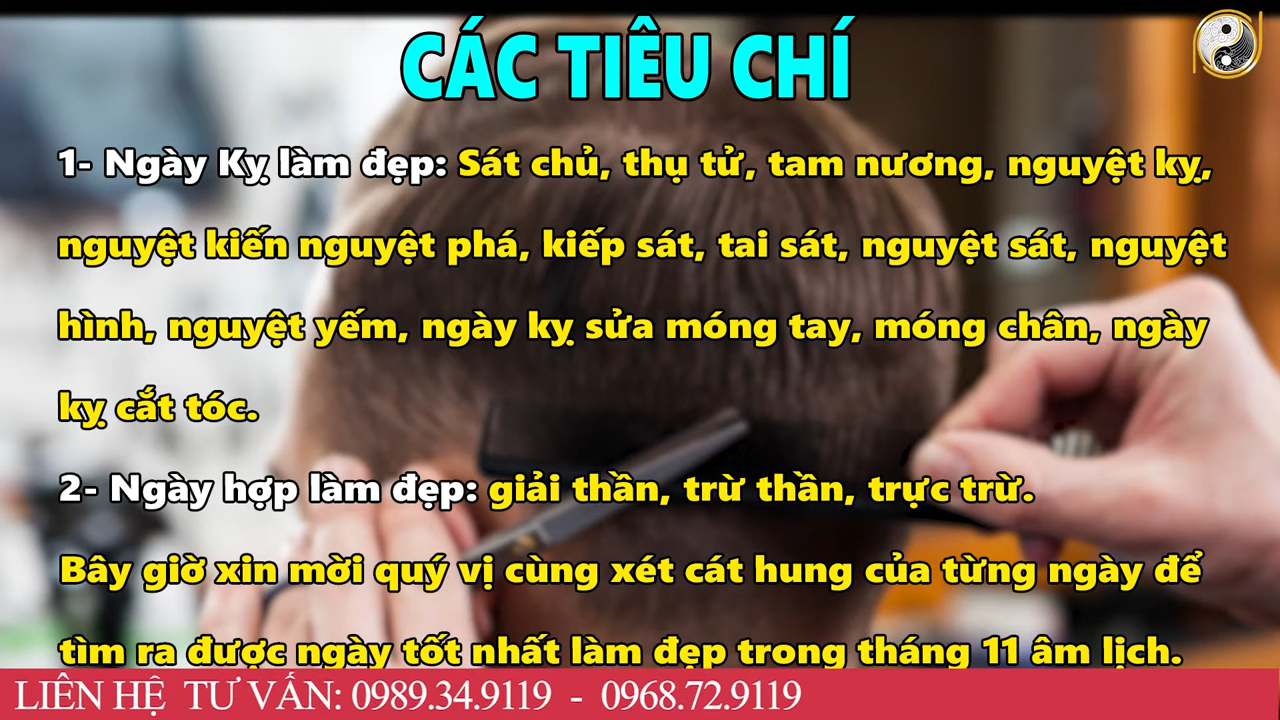 CÁC TIÊU CHÍ
1- Ngày Kỵ làm đẹp: Sát chủ, thụ tử, tam nương, nguyệt kỵ,
nguyệt kiến nguyệt phá, kiếp sát, tai sát, nguyệt sát, nguyệt
hình, nguyệt yếm, ngày kỵ sửa móng tay, móng chân, ngày
kỵ cắt tóc.
2- Ngày hợp làm đẹp: giải thần, trừ thần, trực trừ.
Bây giờ xin mời quý vị cùng xét cát hung của từng ngày để
tìm ra được ngày tốt nhất làm đẹp trong tháng 11 âm lịch.
LIÊN HỆ TƯ VẤN: 0989.34.9119 - 0968.72.9119